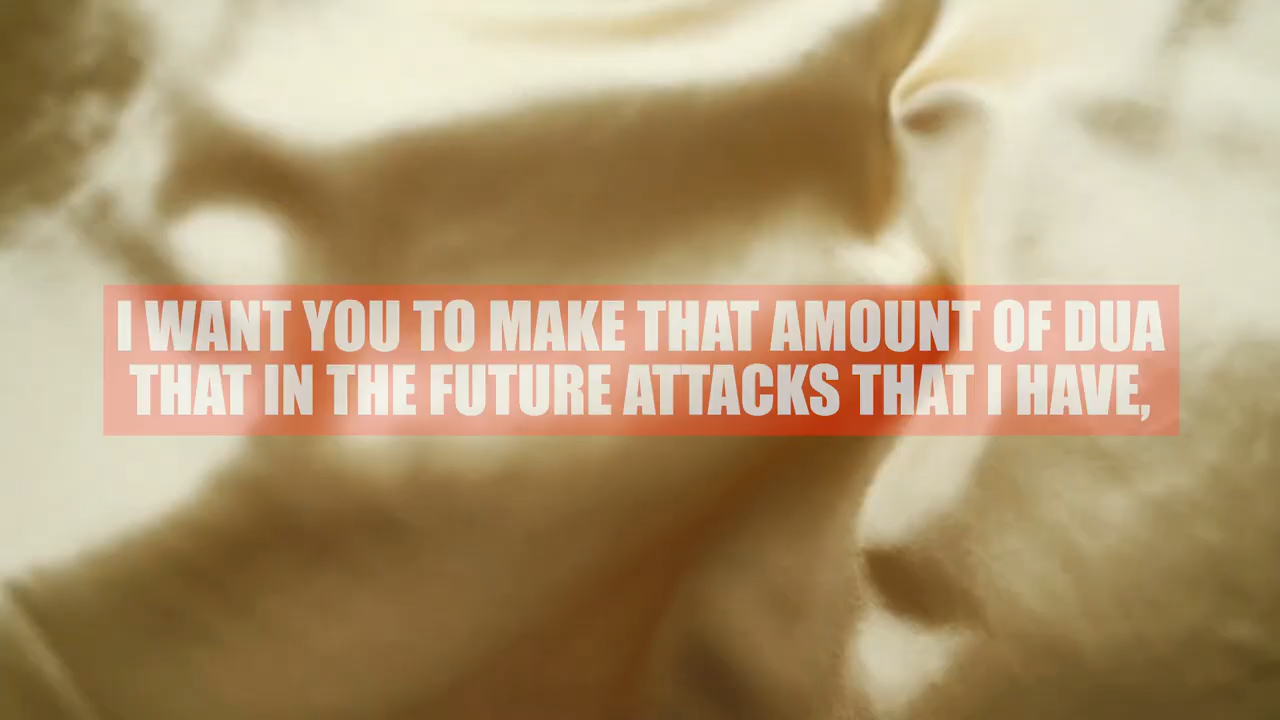 I WANT YOU TO MAKE THAT AMOUNT OF DUA
THAT IN THE FUTURE ATTACKS THAT I HAVE,